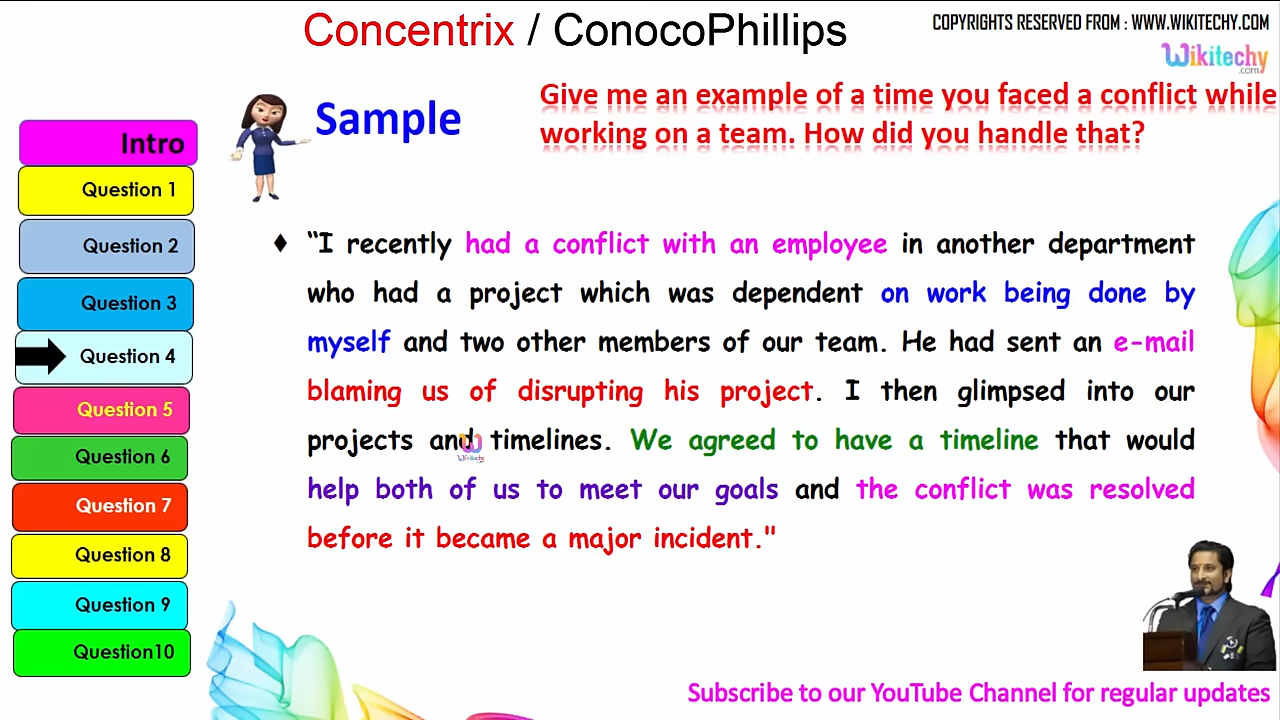 Concentrix / ConocoPhillips
COPYRIGHTS RESERVED FROM : WWW.WIKITECHY.COM
Wikitechy
.com
Sample
Give me an example of a time you faced a conflict while
working on a team. How did you handle that?
Intro
Question 1
Question 2
Question 3
Question 4
Question 5
Question 6
Question 7
Question 8
Question 9
Question10
♦ “I recently had a conflict with an employee in another department
who had a project which was dependent on work being done by
myself and two other members of our team. He had sent an e-mail
blaming us of disrupting his project. I then glimpsed into our
projects and timelines. We agreed to have a timeline that would
help both of us to meet our goals and the conflict was resolved
before it became a major incident."
W
Wikitechy
Subscribe to our YouTube Channel for regular updates